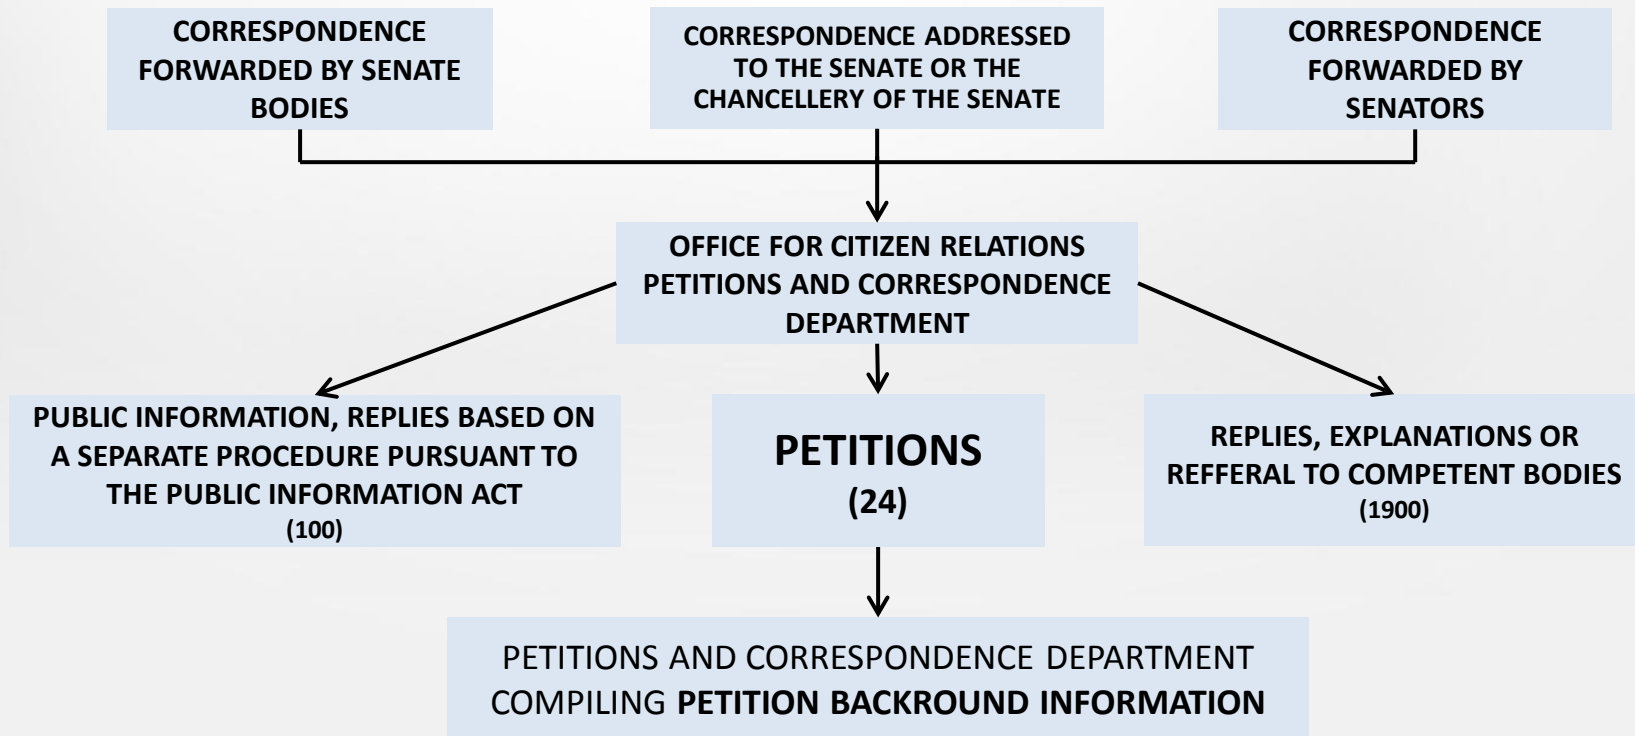 CORRESPONDENCE
FORWARDED BY SENATE
BODIES
CORRESPONDENCE ADDRESSED
TO THE SENATE OR THE
CHANCELLERY OF THE SENATE
CORRESPONDENCE
FORWARDED BY
SENATORS
OFFICE FOR CITIZEN RELATIONS
PETITIONS AND CORRESPONDENCE
DEPARTMENT
PUBLIC INFORMATION, REPLIES BASED ON
A SEPARATE PROCEDURE PURSUANT TO
THE PUBLIC INFORMATION ACT
(100)
PETITIONS
(24)
REPLIES, EXPLANATIONS OR
REFFERAL TO COMPETENT BODIES
(1900)
PETITIONS AND CORRESPONDENCE DEPARTMENT
COMPILING PETITION BACKROUND INFORMATION